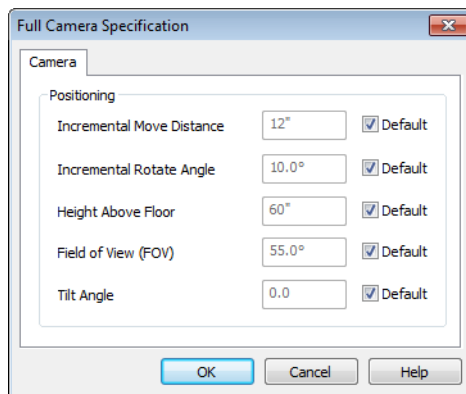 Full Camera Specification
Camera
Positioning
Incremental Move Distance 12" Default
Incremental Rotate Angle 10.0° Default
Height Above Floor 60" Default
Field of View (FOV) 55.0° Default
Tilt Angle 0.0 Default
OK Cancel Help